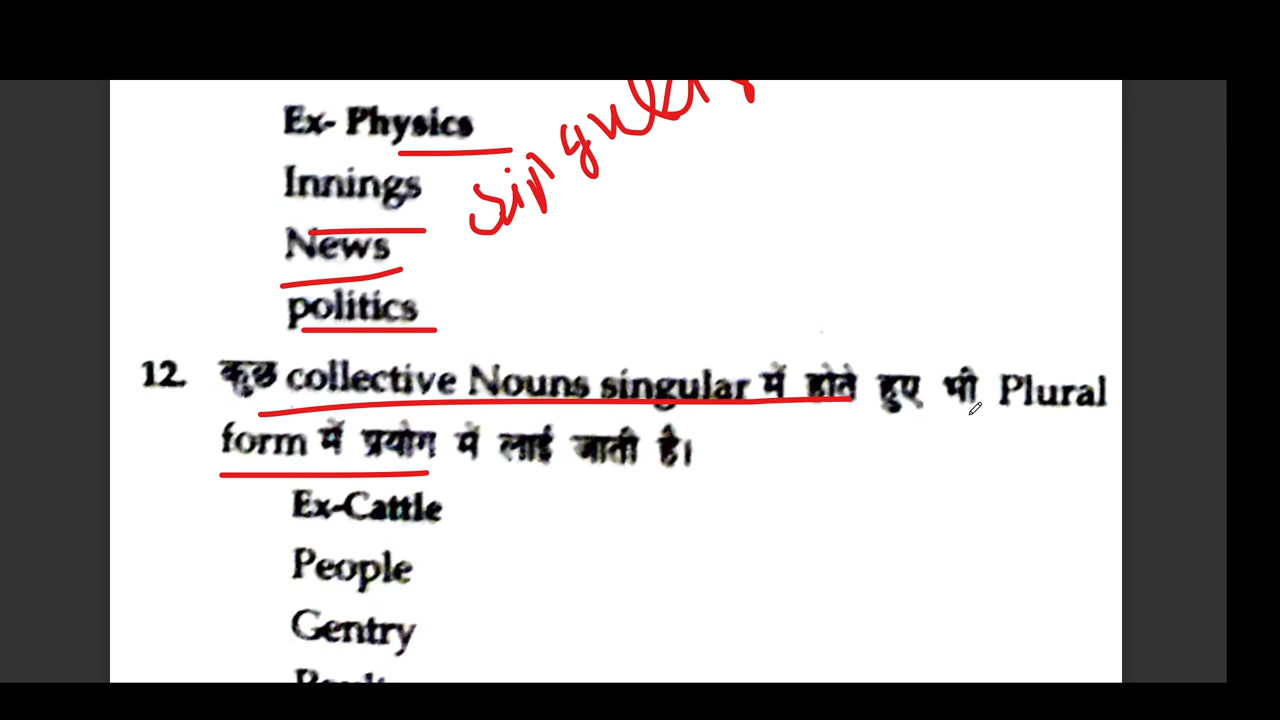 Ex- Physics
Innings
News
politics
singular
12. कुछ collective Nouns singular में होते हुए भी Plural
form में प्रयोग में लाई जाती है।
Ex-Cattle
People
Gentry